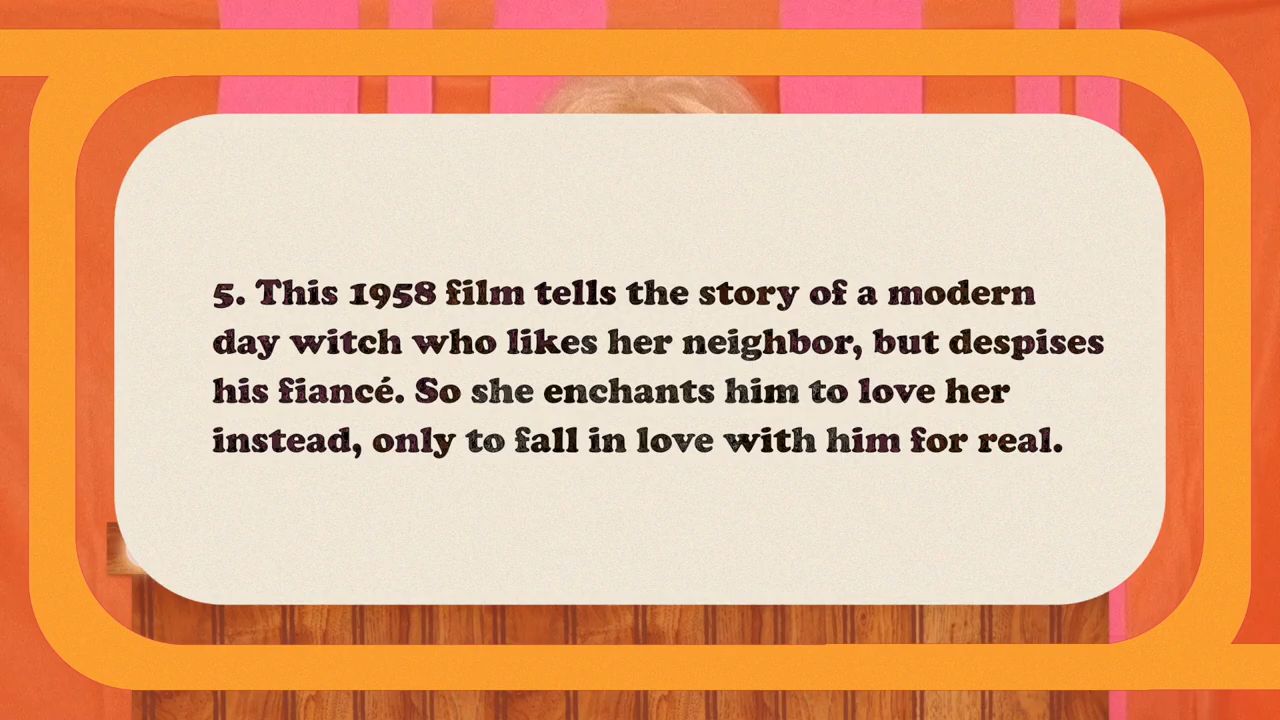 5. This 1958 film tells the story of a modern
day witch who likes her neighbor, but despises
his fiancé. So she enchants him to love her
instead, only to fall in love with him for real.